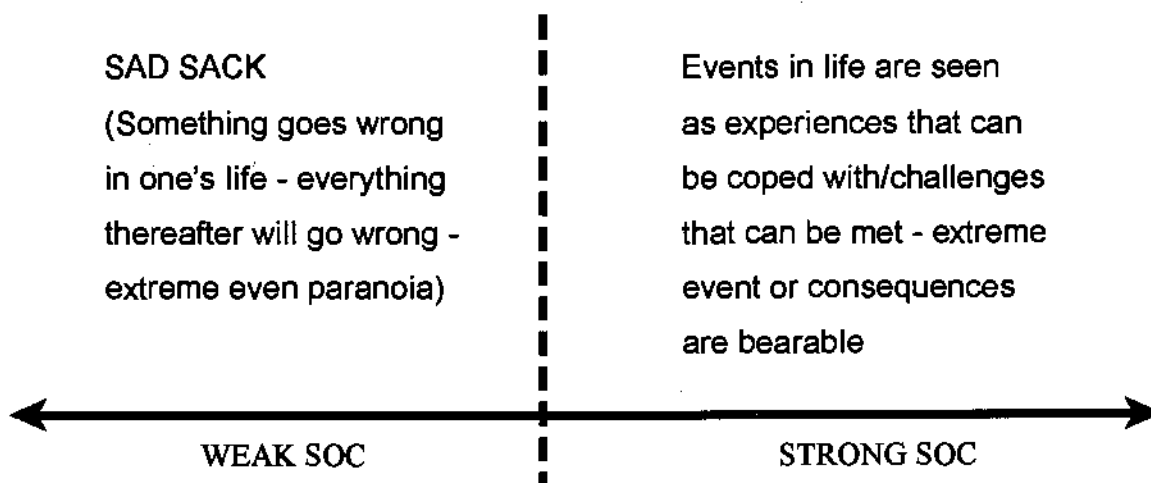 SAD SACK
(Something goes wrong
in one's life - everything
thereafter will go wrong -
extreme even paranoia)
Events in life are seen
as experiences that can
be coped with/challenges
that can be met - extreme
event or consequences
are bearable
WEAK SOC
STRONG SOC